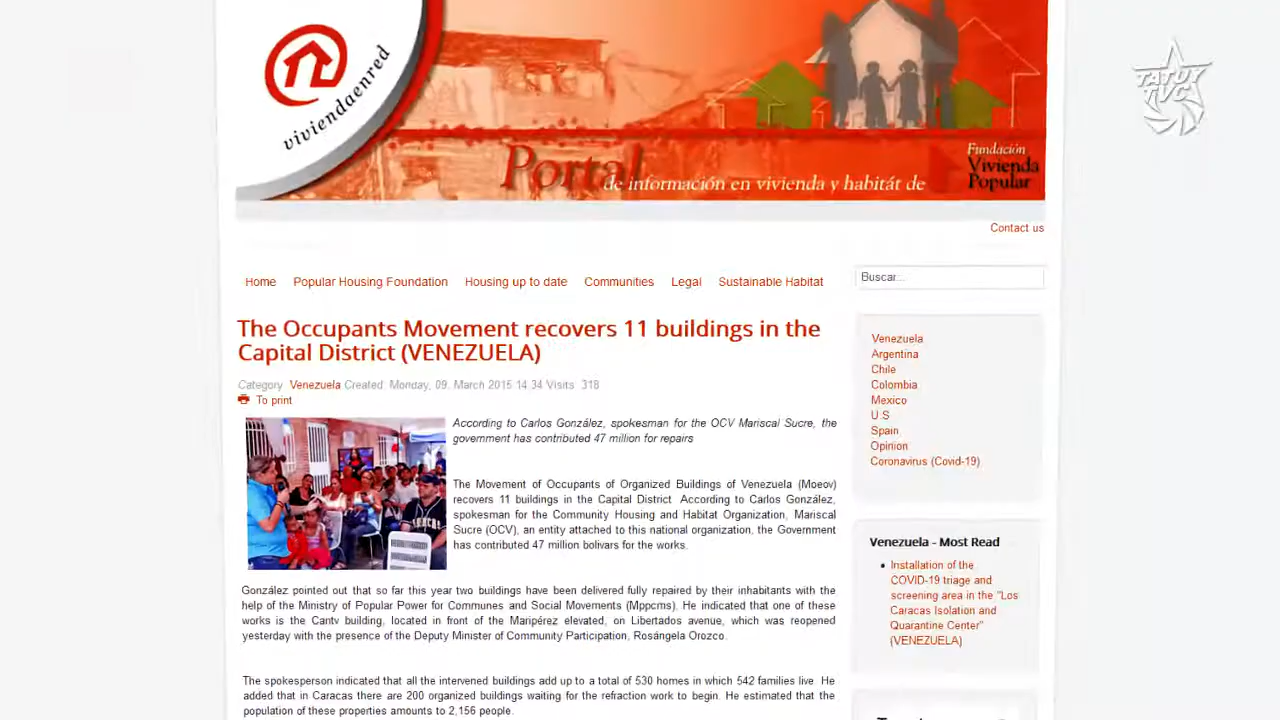 TATUY
TVC
viviendaenred
Portal
de información en vivienda y habitát de
Fundación
Vivienda
Popular
Contact us
Home Popular Housing Foundation Housing up to date Communities Legal Sustainable Habitat
Buscar...
The Occupants Movement recovers 11 buildings in the
Capital District (VENEZUELA)
Category Venezuela Created: Monday, 09. March 2015 14:34 Visits: 318
To print
According to Carlos González, spokesman for the OCV Mariscal Sucre, the
government has contributed 47 million for repairs
The Movement of Occupants of Organized Buildings of Venezuela (Moeov)
recovers 11 buildings in the Capital District. According to Carlos González,
spokesman for the Community Housing and Habitat Organization, Mariscal
Sucre (OCV), an entity attached to this national organization, the Government
has contributed 47 million bolivars for the works.
González pointed out that so far this year two buildings have been delivered fully repaired by their inhabitants with the
help of the Ministry of Popular Power for Communes and Social Movements (Mppcms). He indicated that one of these
works is the Cantv building, located in front of the Maripérez elevated, on Libertados avenue, which was reopened
yesterday with the presence of the Deputy Minister of Community Participation, Rosángela Orozco.
The spokesperson indicated that all the intervened buildings add up to a total of 530 homes in which 542 families live. He
added that in Caracas there are 200 organized buildings waiting for the refraction work to begin. He estimated that the
population of these properties amounts to 2,156 people.
Venezuela
Argentina
Chile
Colombia
Mexico
U.S
Spain
Opinion
Coronavirus (Covid-19)
Venezuela - Most Read
Installation of the
COVID-19 triage and
screening area in the "Los
Caracas Isolation and
Quarantine Center"
(VENEZUELA)